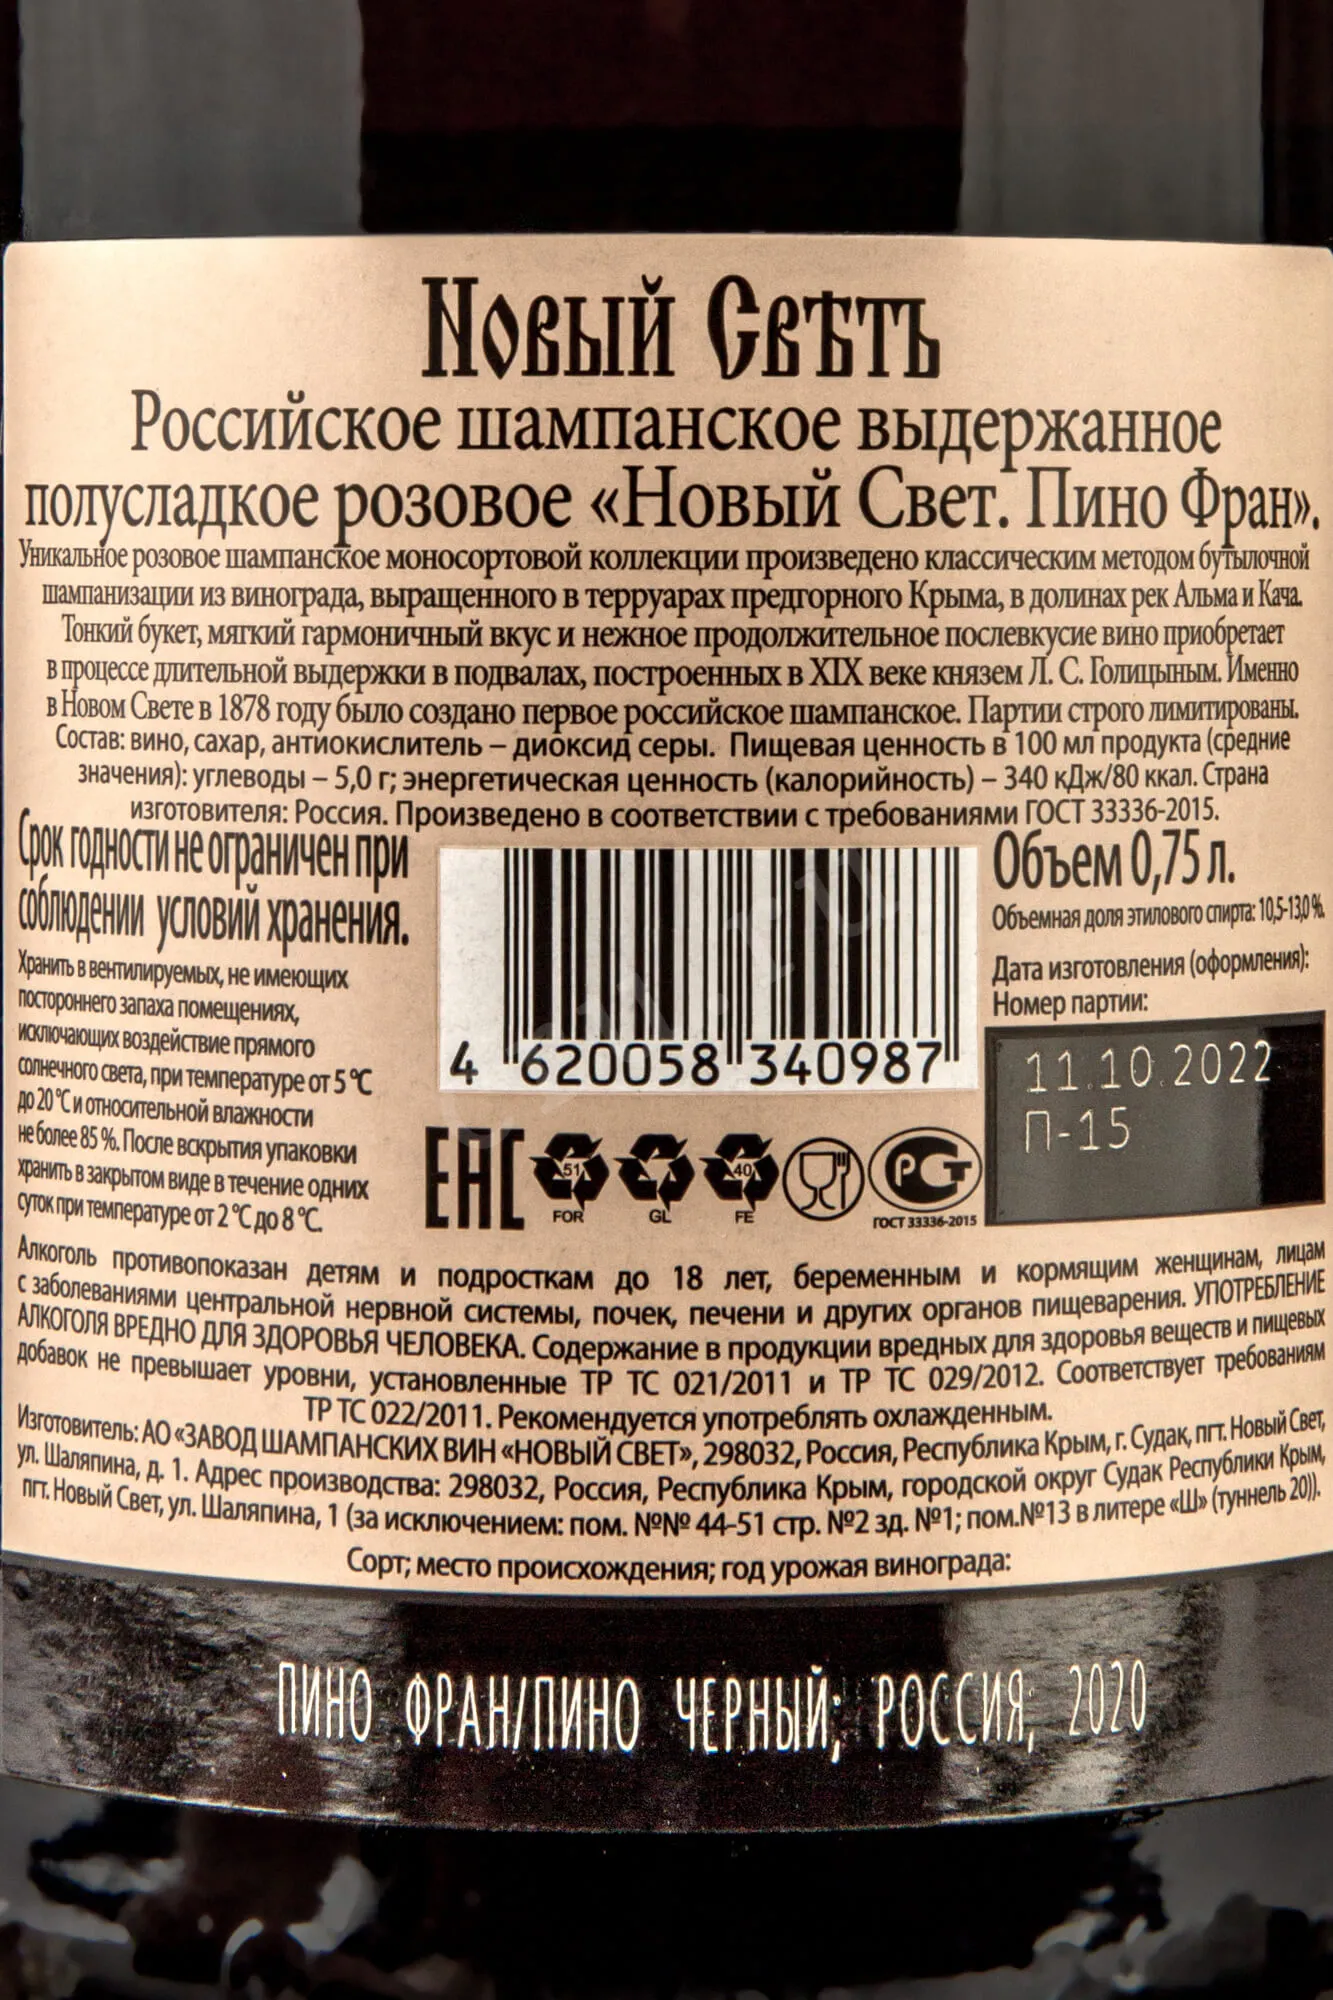 Новый Свѣтъ
Российское шампанское выдержанное
полусладкое розовое «Новый Свет. Пино Фран».
Уникальное розовое шампанское моносортовой коллекции произведено классическим методом бутылочной
шампанизации из винограда, выращенного в терруарах предгорного Крыма, в долинах рек Альма и Кача.
Тонкий букет, мягкий гармоничный вкус и нежное продолжительное послевкусие вино приобретает
в процессе длительной выдержки в подвалах, построенных в XIX веке князем Л. С. Голицыным. Именно
в Новом Свете в 1878 году было создано первое российское шампанское. Партии строго лимитированы.
Состав: вино, сахар, антиокислитель – диоксид серы. Пищевая ценность в 100 мл продукта (средние
значения): углеводы – 5,0 г; энергетическая ценность (калорийность) – 340 кДж/80 ккал. Страна
изготовителя: Россия. Произведено в соответствии с требованиями ГОСТ 33336-2015.
Срок годности не ограничен при
соблюдении условий хранения.
Хранить в вентилируемых, не имеющих
постороннего запаха помещениях,
исключающих воздействие прямого
солнечного света, при температуре от 5 °С
до 20 °С и относительной влажности
не более 85 %. После вскрытия упаковки
хранить в закрытом виде в течение одних
суток при температуре от 2 °С до 8 °С.
4 620058 340987
EAC
51 FOR
GL
40 FE
РСТ
ГОСТ 33336-2015
Объем 0,75 л.
Объемная доля этилового спирта: 10,5-13,0 %.
Дата изготовления (оформления):
Номер партии:
11.10.2022
П-15
Алкоголь противопоказан детям и подросткам до 18 лет, беременным и кормящим женщинам, лицам
с заболеваниями центральной нервной системы, почек, печени и других органов пищеварения. УПОТРЕБЛЕНИЕ
АЛКОГОЛЯ ВРЕДНО ДЛЯ ЗДОРОВЬЯ ЧЕЛОВЕКА. Содержание в продукции вредных для здоровья веществ и пищевых
добавок не превышает уровни, установленные ТР ТС 021/2011 и ТР ТС 029/2012. Соответствует требованиям
ТР ТС 022/2011. Рекомендуется употреблять охлажденным.
Изготовитель: АО «ЗАВОД ШАМПАНСКИХ ВИН «НОВЫЙ СВЕТ», 298032, Россия, Республика Крым, г. Судак, пгт. Новый Свет,
ул. Шаляпина, д. 1. Адрес производства: 298032, Россия, Республика Крым, городской округ Судак Республики Крым,
пгт. Новый Свет, ул. Шаляпина, 1 (за исключением: пом. №№ 44-51 стр. №2 зд. №1; пом.№13 в литере «Ш» (туннель 20)).
Сорт; место происхождения; год урожая винограда:
ПИНО ФРАН/ПИНО ЧЕРНЫЙ; РОССИЯ; 2020